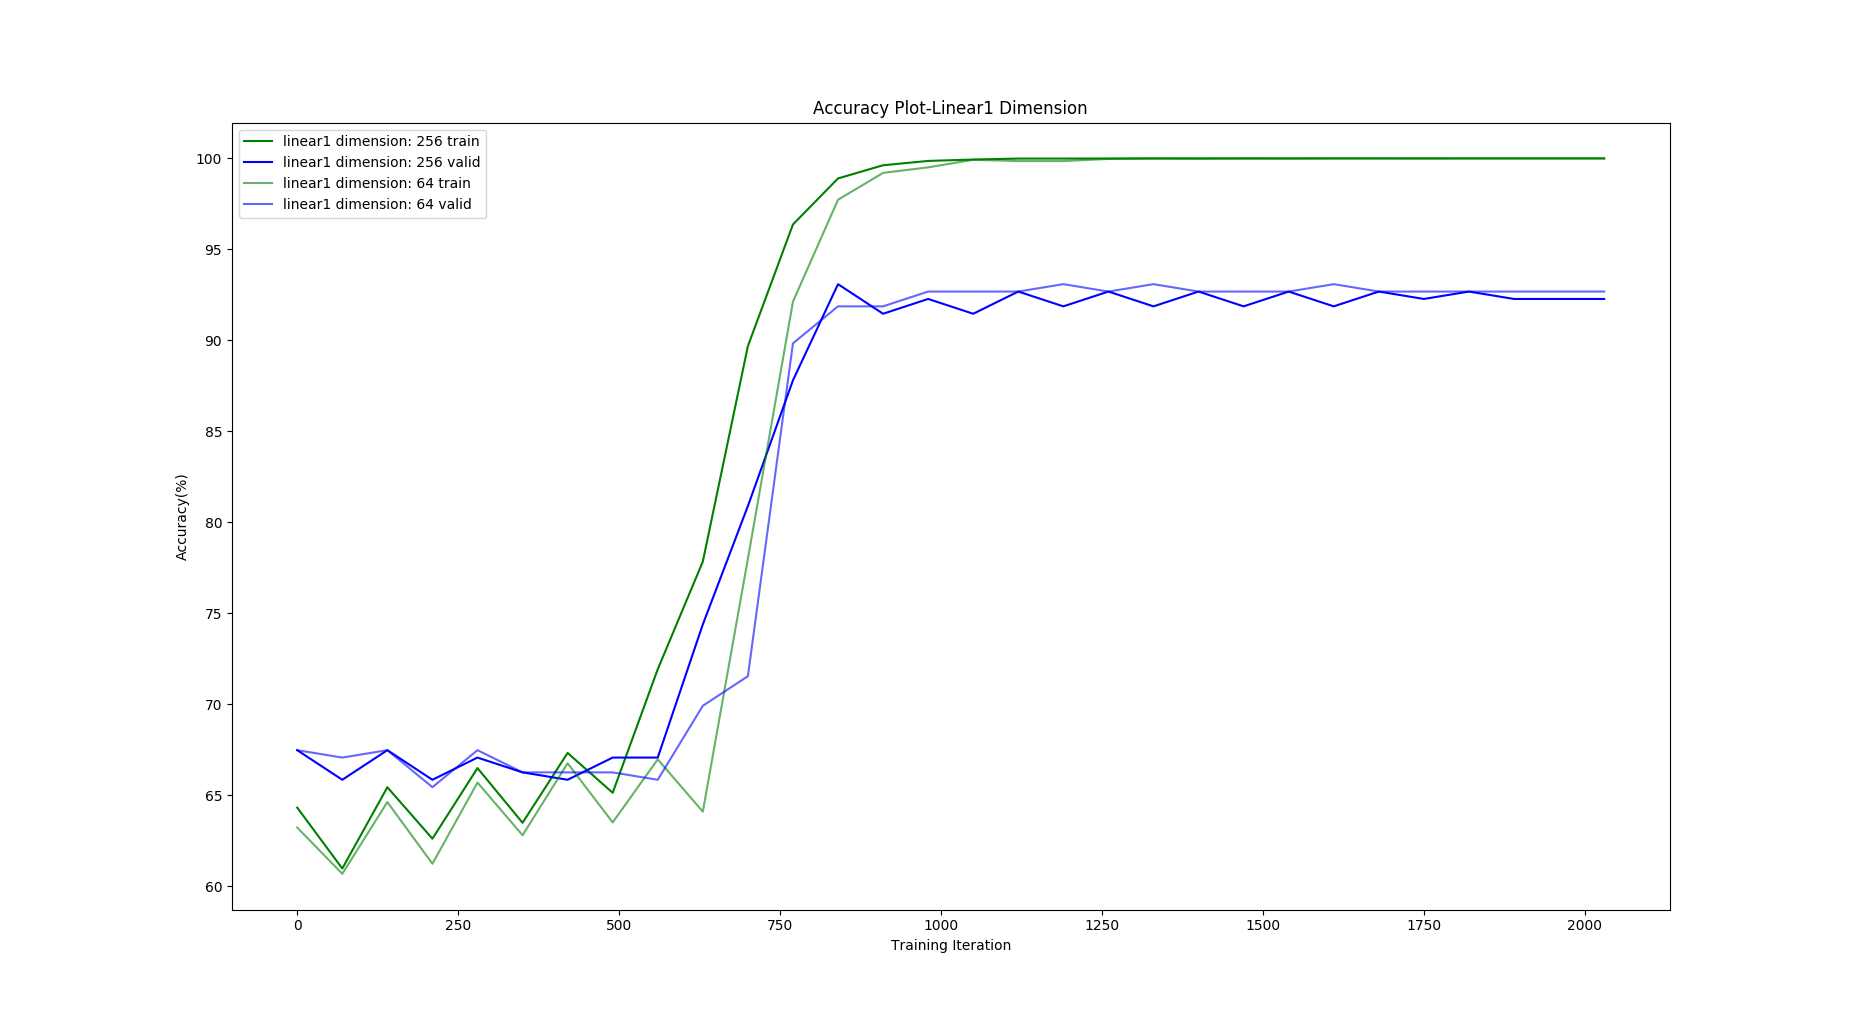 Accuracy Plot-Linear1 Dimension
linear1 dimension: 256 train
linear1 dimension: 256 valid
linear1 dimension: 64 train
linear1 dimension: 64 valid
100
95
90
85
80
75
70
65
60
Accuracy(%)
0 250 500 750 1000 1250 1500 1750 2000
Training Iteration